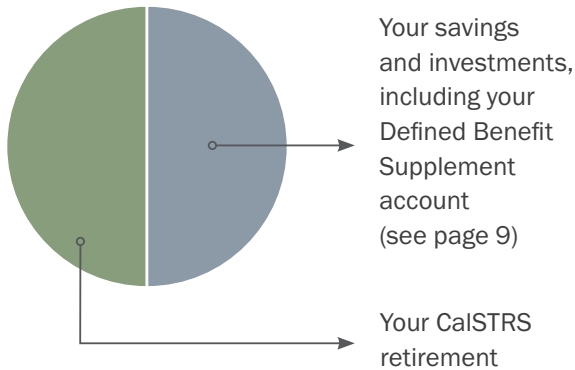 Your savings
and investments,
including your
Defined Benefit
Supplement
account
(see page 9)
Your CalSTRS
retirement